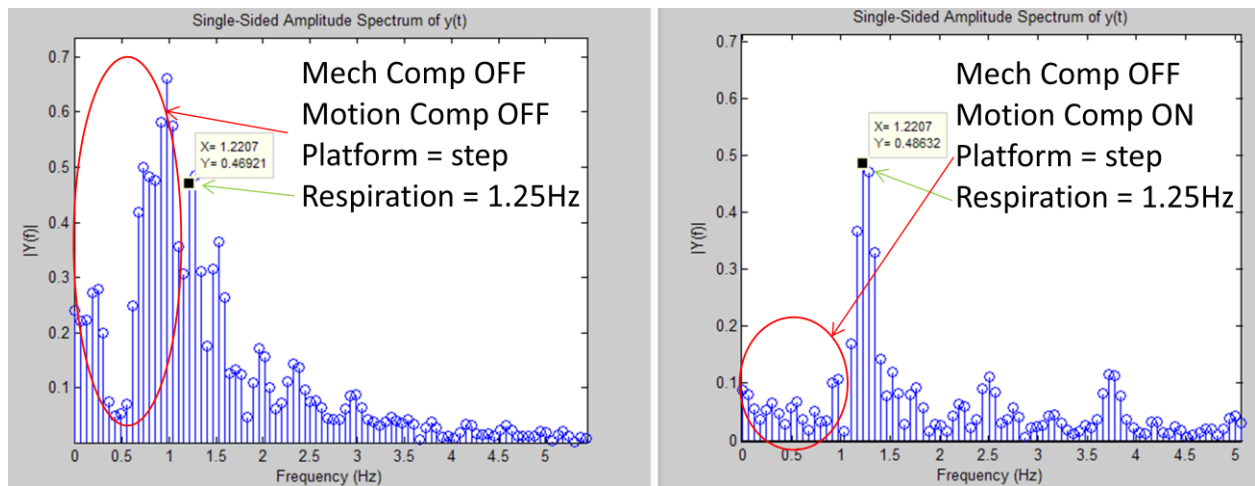 Single-Sided Amplitude Spectrum of y(t)
0.7
0.6
0.5
0.4
0.3
0.2
0.1
0
0.5
1
1.5
2
2.5
3
3.5
4
4.5
5
|Y(f)|
Frequency (Hz)
Mech Comp OFF
Motion Comp OFF
Platform = step
Respiration = 1.25Hz
X= 1.2207
Y= 0.46921
Single-Sided Amplitude Spectrum of y(t)
0.7
0.6
0.5
0.4
0.3
0.2
0.1
0
0
0.5
1
1.5
2
2.5
3
3.5
4
4.5
5
|Y(f)|
Frequency (Hz)
Mech Comp OFF
Motion Comp ON
Platform = step
Respiration = 1.25Hz
X= 1.2207
Y= 0.48632